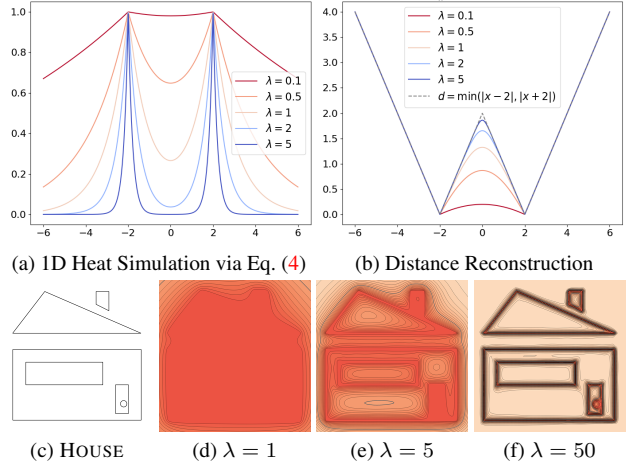 1.0
0.8
0.6
0.4
0.2
0.0
−6 −4 −2 0 2 4 6
λ = 0.1
λ = 0.5
λ = 1
λ = 2
λ = 5
(a) 1D Heat Simulation via Eq. (4)
4.0
3.5
3.0
2.5
2.0
1.5
1.0
0.5
0.0
−6 −4 −2 0 2 4 6
λ = 0.1
λ = 0.5
λ = 1
λ = 2
λ = 5
d = min(|x − 2|, |x + 2|)
(b) Distance Reconstruction
(c) HOUSE
(d) λ = 1
(e) λ = 5
(f) λ = 50